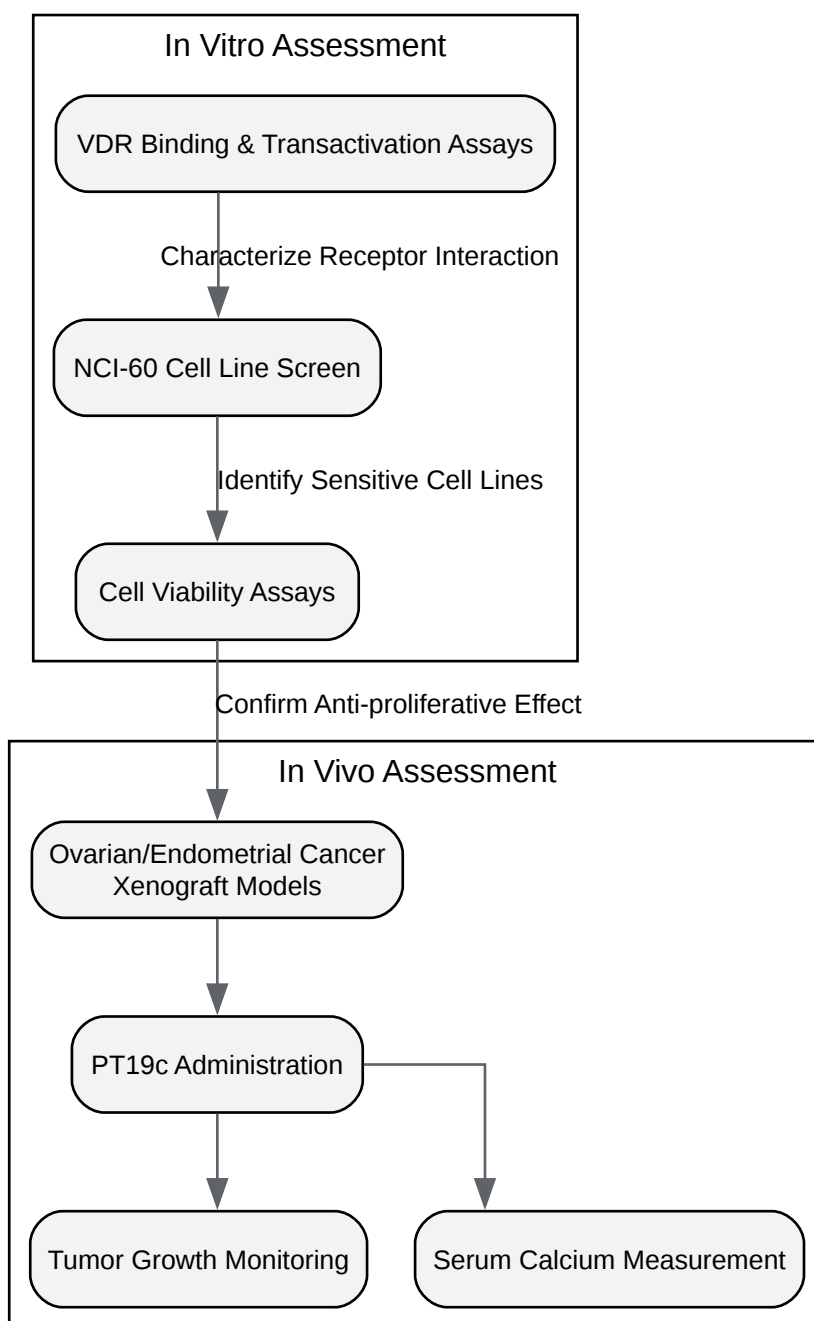 In Vitro Assessment
VDR Binding & Transactivation Assays
Characterize Receptor Interaction
NCI-60 Cell Line Screen
Identify Sensitive Cell Lines
Cell Viability Assays
Confirm Anti-proliferative Effect
In Vivo Assessment
Ovarian/Endometrial Cancer
Xenograft Models
PT19c Administration
Tumor Growth Monitoring
Serum Calcium Measurement